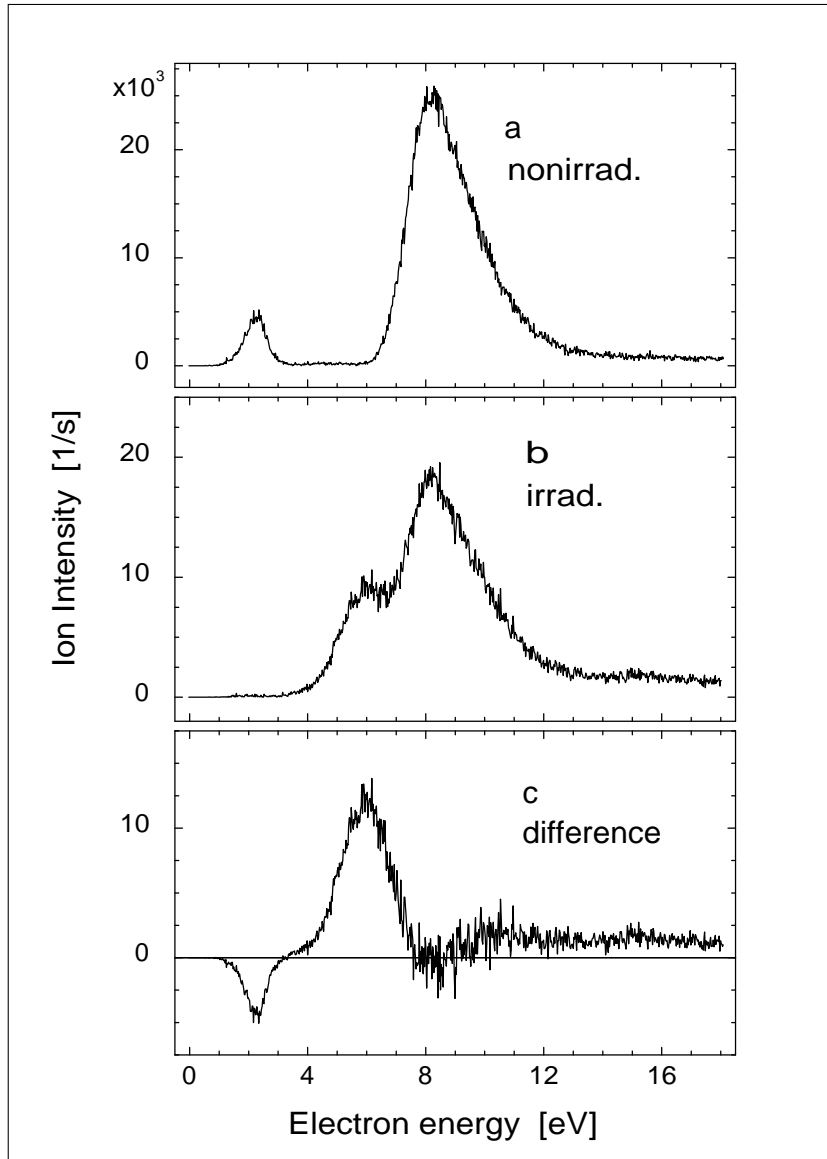 x10³
20
10
0
a
nonirrad.
20
10
0
b
irrad.
10
0
c
difference
0 4 8 12 16
Electron energy [eV]
Ion Intensity [1/s]